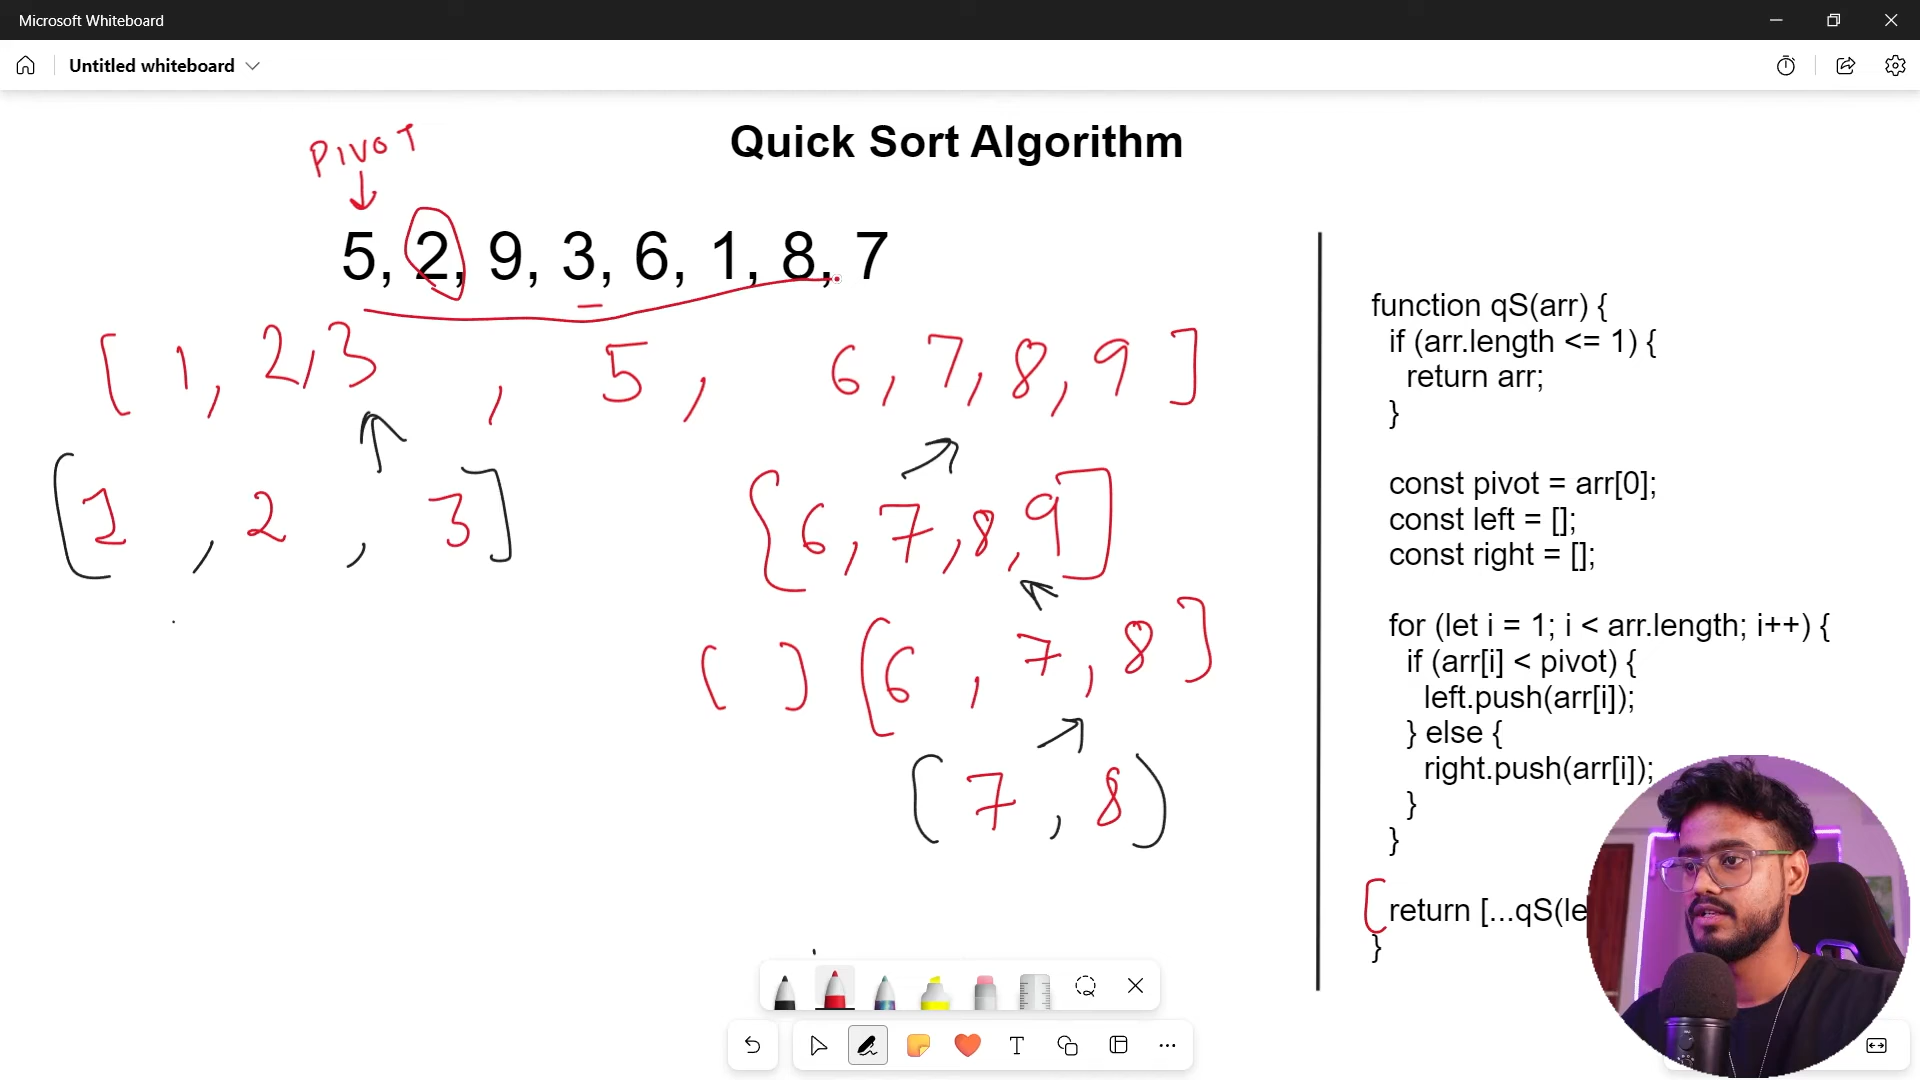 Microsoft Whiteboard
Untitled whiteboard
Quick Sort Algorithm
PIVOT
5, 2, 9, 3, 6, 1, 8, 7
[ 1, 2, 3 , 5 , 6, 7, 8, 9 ]
[ 1 , 2 , 3 ]
[ 6, 7, 8, 9 ]
[ ] [ 6 , 7, 8 ]
( 7 , 8 )
T
function qS(arr) {
if (arr.length <= 1) {
return arr;
}
const pivot = arr[0];
const left = [];
const right = [];
for (let i = 1; i < arr.length; i++) {
if (arr[i] < pivot) {
left.push(arr[i]);
} else {
right.push(arr[i]);
}
}
[ return [...qS(le
}